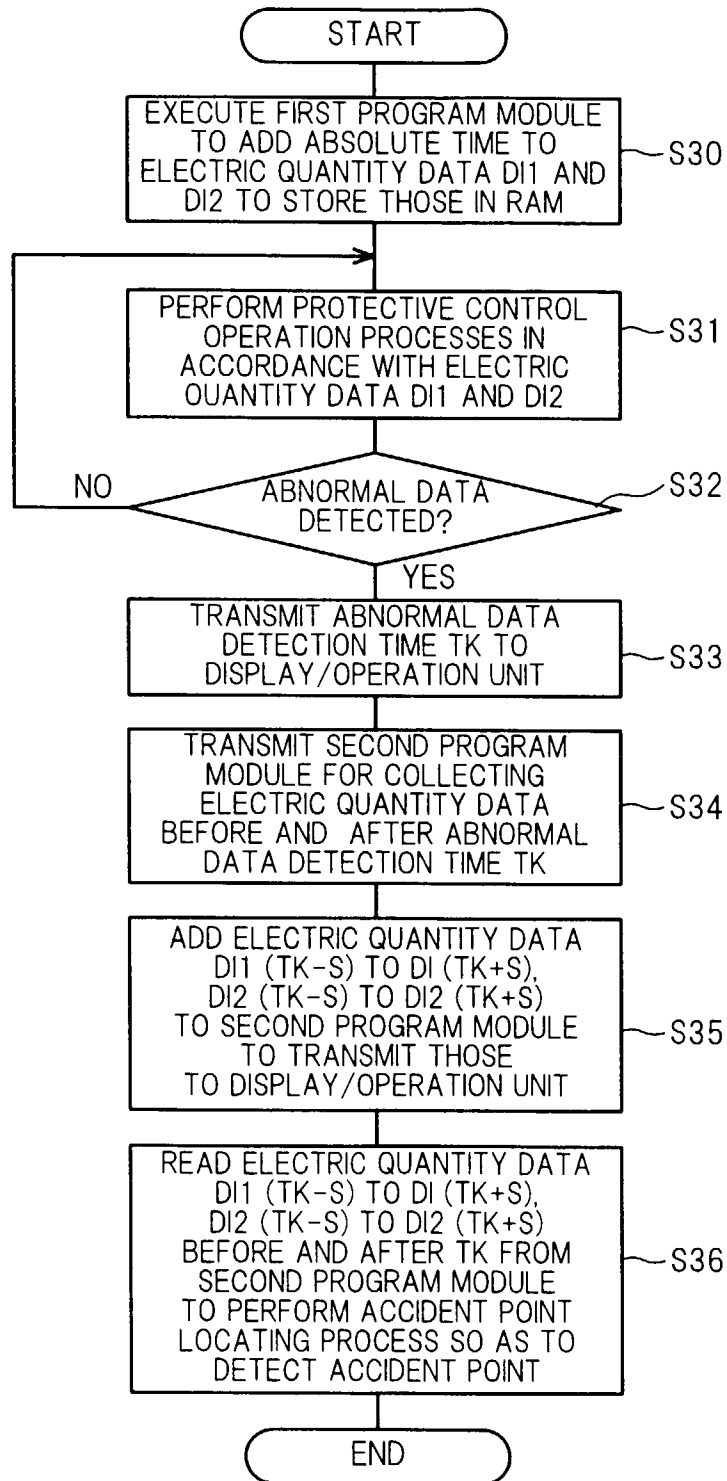 START
EXECUTE FIRST PROGRAM MODULE
TO ADD ABSOLUTE TIME TO
ELECTRIC QUANTITY DATA DI1 AND
DI2 TO STORE THOSE IN RAM
S30
PERFORM PROTECTIVE CONTROL
OPERATION PROCESSES IN
ACCORDANCE WITH ELECTRIC
QUANTITY DATA DI1 AND DI2
S31
ABNORMAL DATA
DETECTED?
S32
NO
YES
TRANSMIT ABNORMAL DATA
DETECTION TIME TK TO
DISPLAY/OPERATION UNIT
S33
TRANSMIT SECOND PROGRAM
MODULE FOR COLLECTING
ELECTRIC QUANTITY DATA
BEFORE AND AFTER ABNORMAL
DATA DETECTION TIME TK
S34
ADD ELECTRIC QUANTITY DATA
DI1 (TK-S) TO DI (TK+S),
DI2 (TK-S) TO DI2 (TK+S)
TO SECOND PROGRAM MODULE
TO TRANSMIT THOSE
TO DISPLAY/OPERATION UNIT
S35
READ ELECTRIC QUANTITY DATA
DI1 (TK-S) TO DI (TK+S),
DI2 (TK-S) TO DI2 (TK+S)
BEFORE AND AFTER TK FROM
SECOND PROGRAM MODULE
TO PERFORM ACCIDENT POINT
LOCATING PROCESS SO AS TO
DETECT ACCIDENT POINT
S36
END